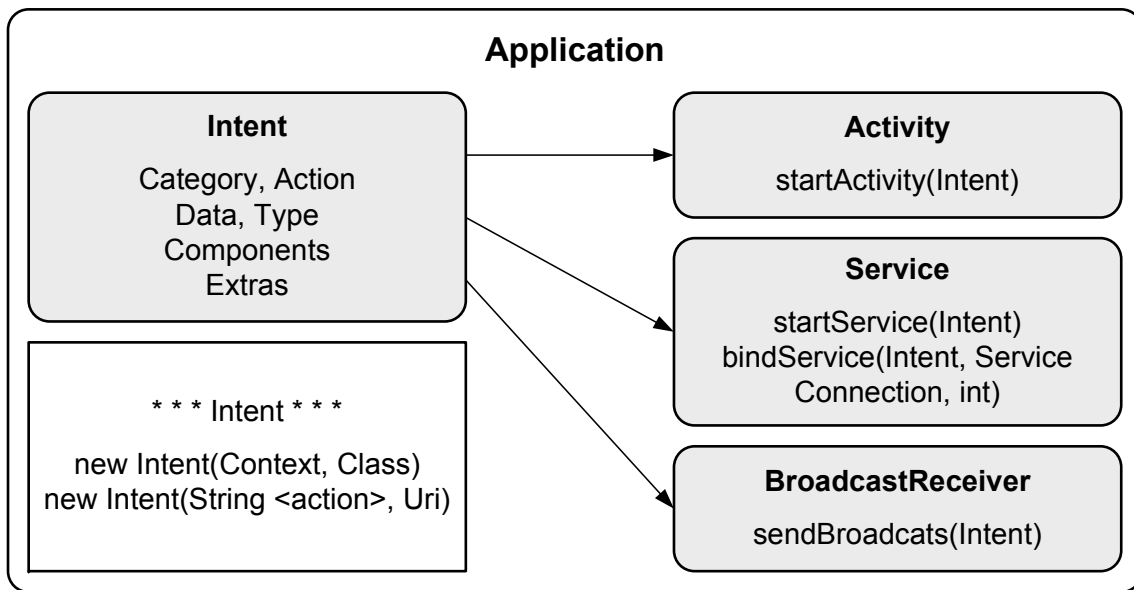 Application
Intent
Category, Action
Data, Type
Components
Extras
* * * Intent * * *
new Intent(Context, Class)
new Intent(String <action>, Uri)
Activity
startActivity(Intent)
Service
startService(Intent)
bindService(Intent, Service
Connection, int)
BroadcastReceiver
sendBroadcats(Intent)